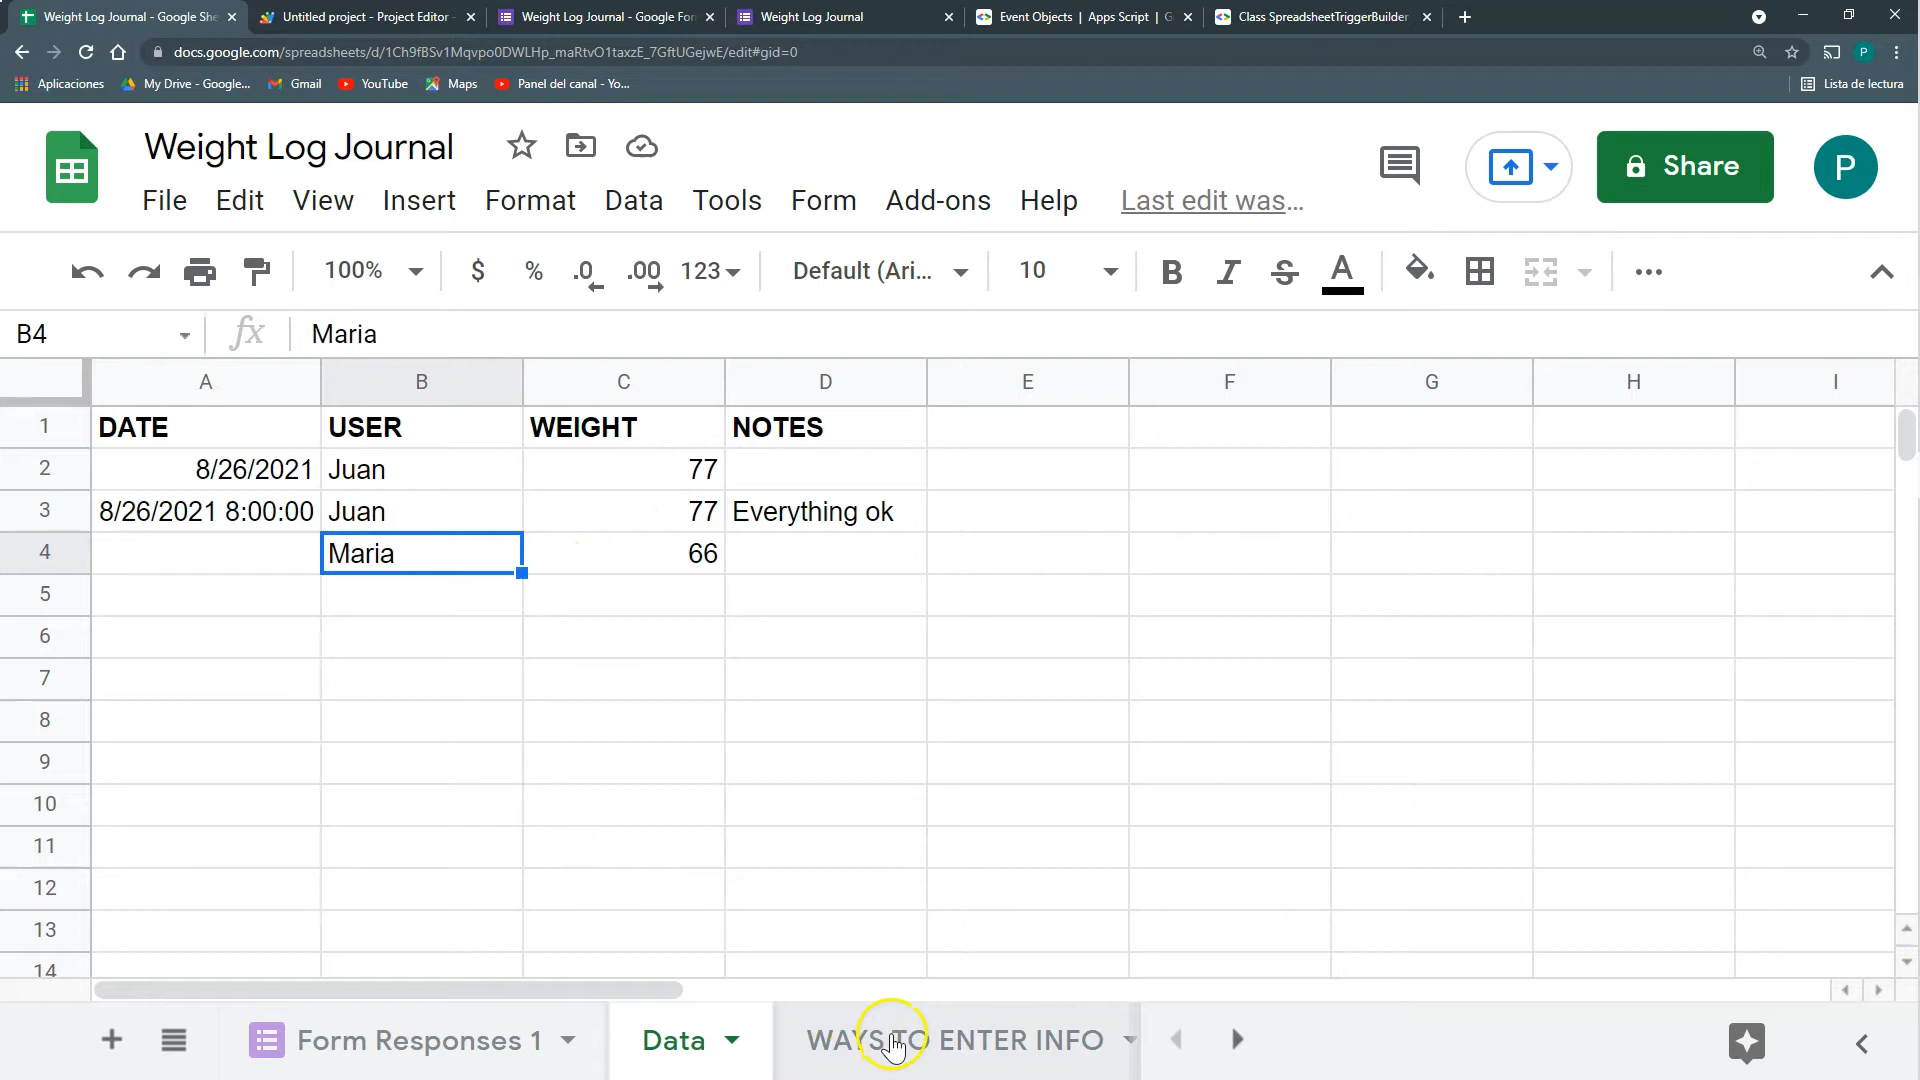 Weight Log Journal - Google She
Untitled project - Project Editor -
Weight Log Journal - Google For
Weight Log Journal
Event Objects | Apps Script | G
Class SpreadsheetTriggerBuilder
docs.google.com/spreadsheets/d/1Ch9fBSv1Mqvpo0DWLHp_maRtvO1taxzE_7GftUGejwE/edit#gid=0
P
Aplicaciones
My Drive - Google...
Gmail
YouTube
Maps
Panel del canal - Yo...
Lista de lectura
Weight Log Journal
Share
P
File Edit View Insert Format Data Tools Form Add-ons Help Last edit was...
100% $ % .0 .00 123 Default (Ari... 10 B I S A
B4 fx Maria
A B C D E F G H I
1 DATE USER WEIGHT NOTES
2 8/26/2021 Juan 77
3 8/26/2021 8:00:00 Juan 77 Everything ok
4 Maria 66
5
6
7
8
9
10
11
12
13
14
Form Responses 1 Data WAYS TO ENTER INFO